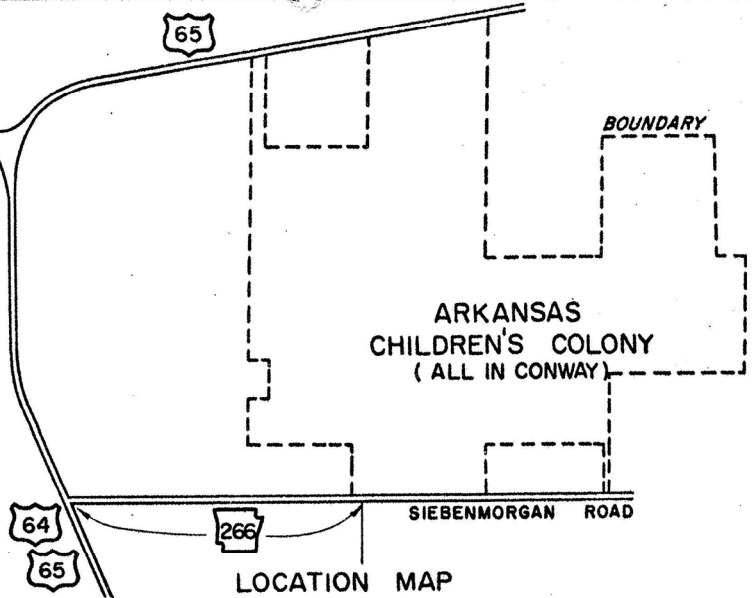 65
BOUNDARY
ARKANSAS
CHILDREN'S COLONY
( ALL IN CONWAY)
64
65
266
SIEBENMORGAN ROAD
LOCATION MAP